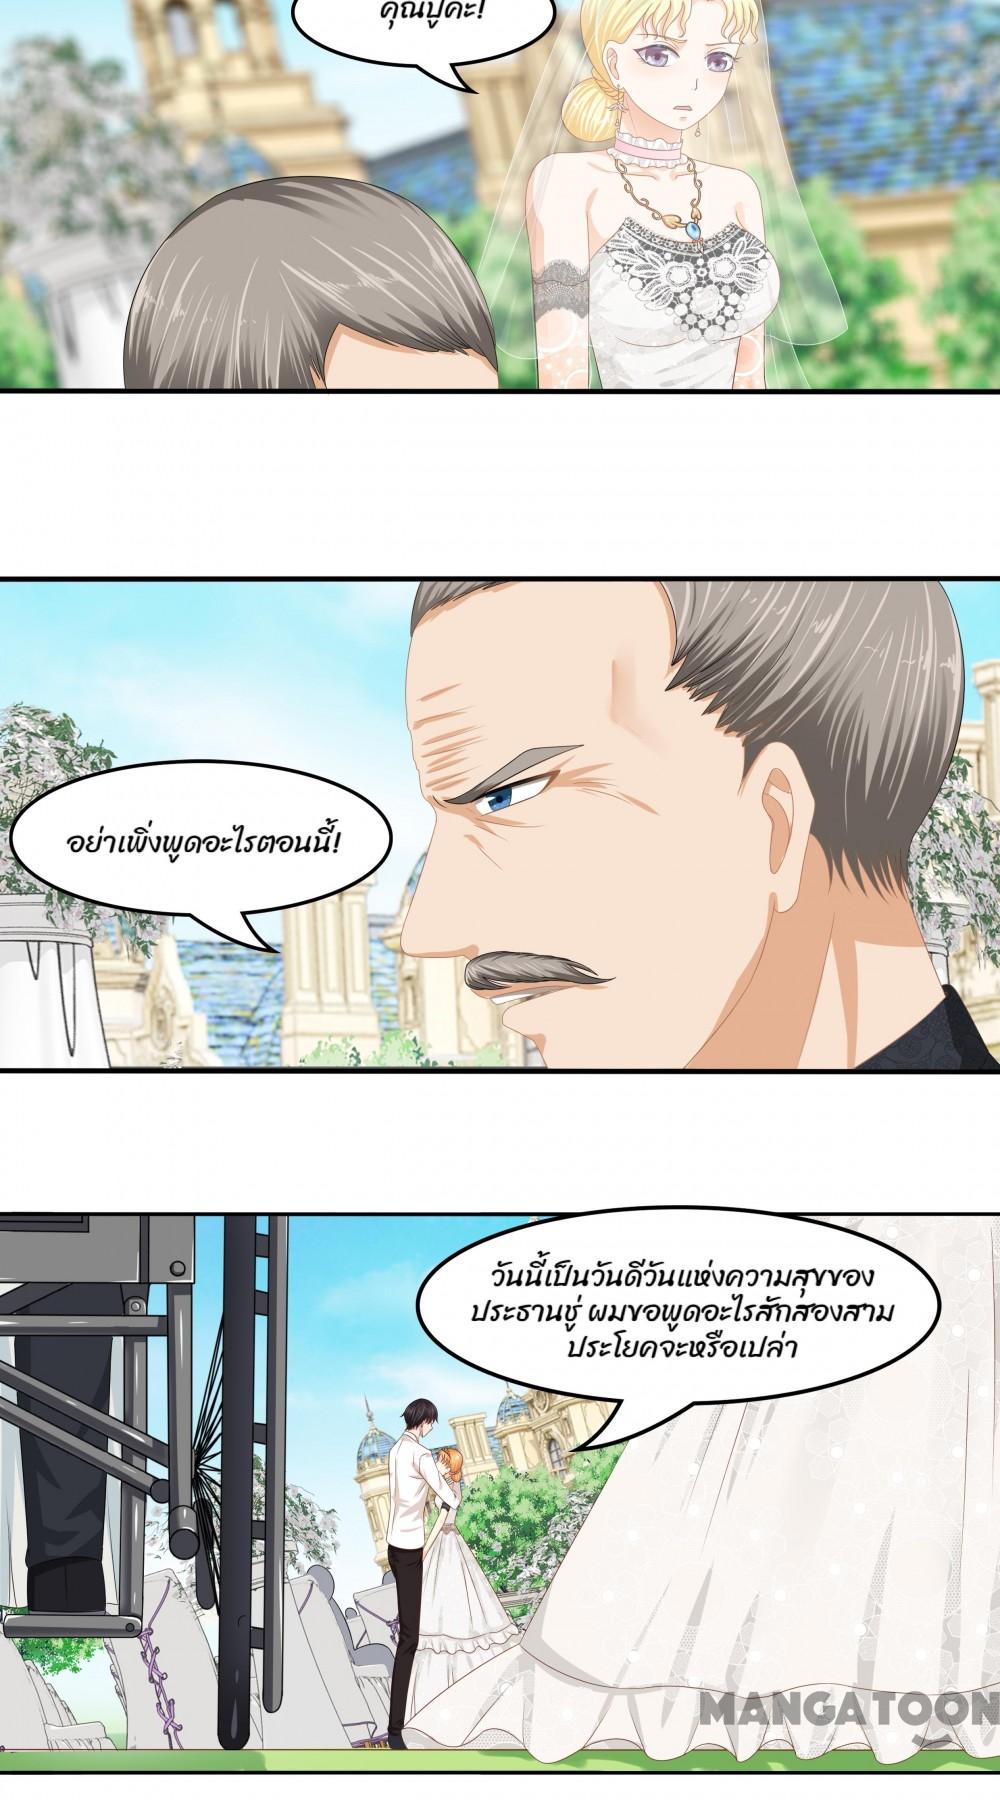 คุณปู่คะ!
อย่าเพิ่งพูดอะไรตอนนี้!
วันนี้เป็นวันดีวันแห่งความสุขของ
ประธานชู่ ผมขอพูดอะไรสักสองสาม
ประโยคจะหรือเปล่า
MANGATOON